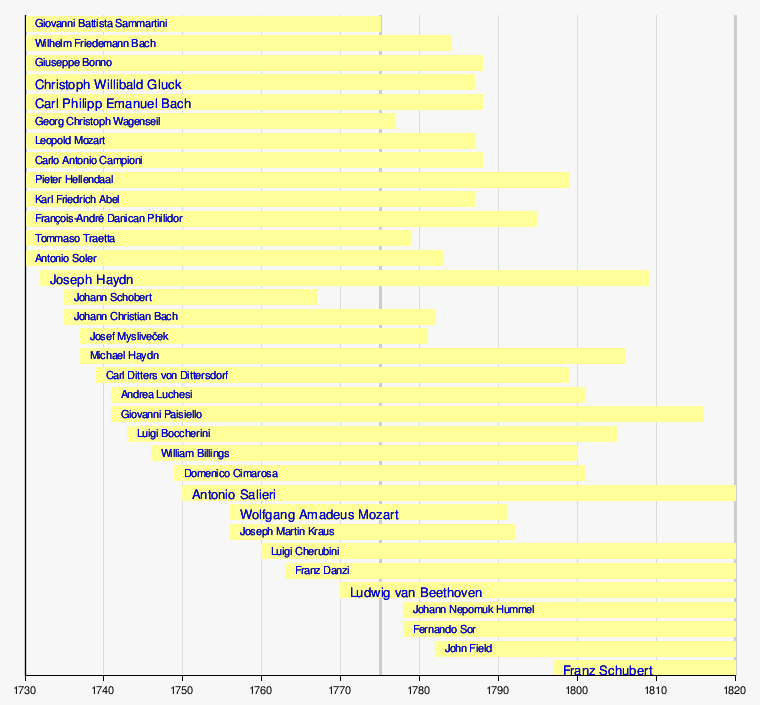 Giovanni Battista Sammartini
Wilhelm Friedemann Bach
Giuseppe Bonno
Christoph Willibald Gluck
Carl Philipp Emanuel Bach
Georg Christoph Wagenseil
Leopold Mozart
Carlo Antonio Campioni
Pieter Hellendaal
Karl Friedrich Abel
François-André Danican Philidor
Tommaso Traetta
Antonio Soler
Joseph Haydn
Johann Schobert
Johann Christian Bach
Josef Mysliveček
Michael Haydn
Carl Ditters von Dittersdorf
Andrea Luchesi
Giovanni Paisiello
Luigi Boccherini
William Billings
Domenico Cimarosa
Antonio Salieri
Wolfgang Amadeus Mozart
Joseph Martin Kraus
Luigi Cherubini
Franz Danzi
Ludwig van Beethoven
Johann Nepomuk Hummel
Fernando Sor
John Field
Franz Schubert
1730 1740 1750 1760 1770 1780 1790 1800 1810 1820